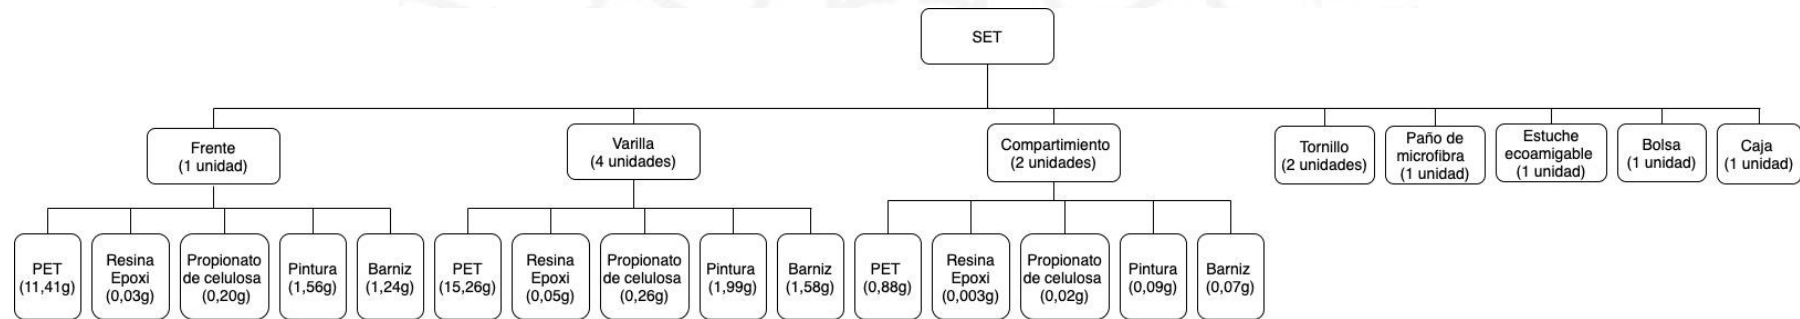 SET
Frente
(1 unidad)
Varilla
(4 unidades)
Compartimiento
(2 unidades)
Tornillo
(2 unidades)
Paño de
microfibra
(1 unidad)
Estuche
ecoamigable
(1 unidad)
Bolsa
(1 unidad)
Caja
(1 unidad)
PET
(11,41g)
Resina
Epoxi
(0,03g)
Propionato
de celulosa
(0,20g)
Pintura
(1,56g)
Barniz
(1,24g)
PET
(15,26g)
Resina
Epoxi
(0,05g)
Propionato
de celulosa
(0,26g)
Pintura
(1,99g)
Barniz
(1,58g)
PET
(0,88g)
Resina
Epoxi
(0,003g)
Propionato
de celulosa
(0,02g)
Pintura
(0,09g)
Barniz
(0,07g)